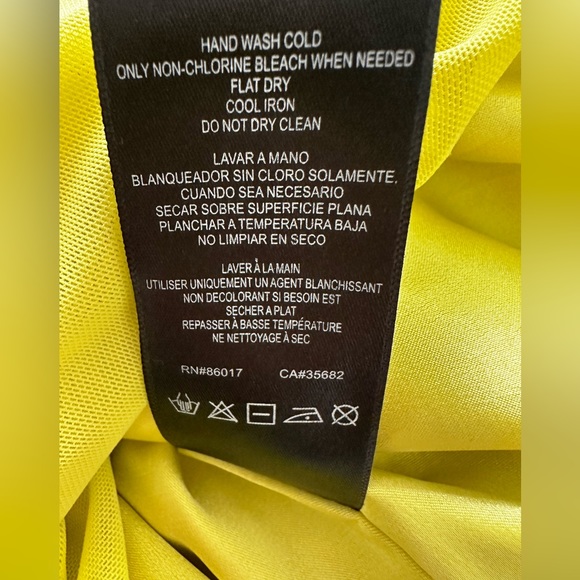 HAND WASH COLD
ONLY NON-CHLORINE BLEACH WHEN NEEDED
FLAT DRY
COOL IRON
DO NOT DRY CLEAN
LAVAR A MANO
BLANQUEADOR SIN CLORO SOLAMENTE,
CUANDO SEA NECESARIO
SECAR SOBRE SUPERFICIE PLANA
PLANCHAR A TEMPERATURA BAJA
NO LIMPIAR EN SECO
LAVER À LA MAIN
UTILISER UNIQUEMENT UN AGENT BLANCHISSANT
NON DECOLORANT SI BESOIN EST
SECHER A PLAT
REPASSER À BASSE TEMPÉRATURE
NE NETTOYAGE À SEC
RN#86017 CA#35682